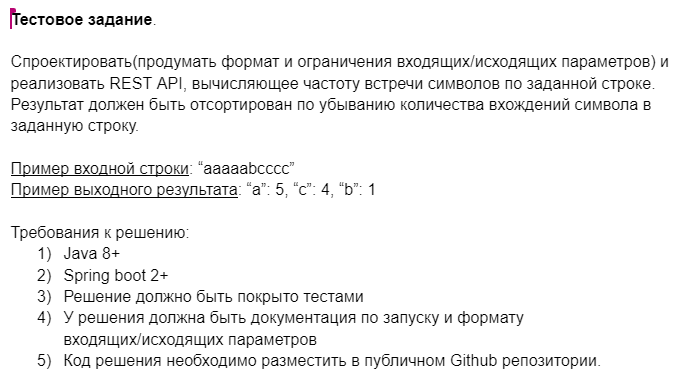 Тестовое задание.
Спроектировать(продумать формат и ограничения входящих/исходящих параметров) и
реализовать REST API, вычисляющее частоту встречи символов по заданной строке.
Результат должен быть отсортирован по убыванию количества вхождений символа в
заданную строку.
Пример входной строки: “aaaaabcccc”
Пример выходного результата: “a”: 5, “c”: 4, “b”: 1
Требования к решению:
1) Java 8+
2) Spring boot 2+
3) Решение должно быть покрыто тестами
4) У решения должна быть документация по запуску и формату
входящих/исходящих параметров
5) Код решения необходимо разместить в публичном Github репозитории.